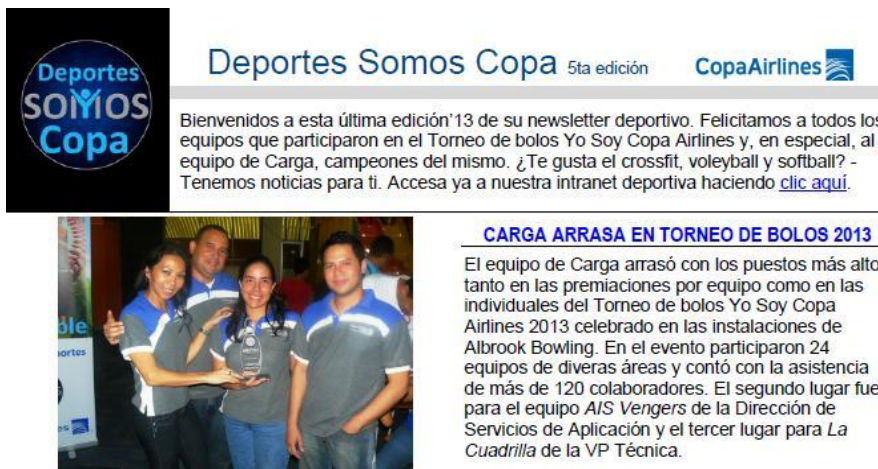 Deportes
SOMOS
Copa
Deportes Somos Copa 5ta edición
CopaAirlines
Bienvenidos a esta última edición'13 de su newsletter deportivo. Felicitamos a todos los
equipos que participaron en el Torneo de bolos Yo Soy Copa Airlines y, en especial, al
equipo de Carga, campeones del mismo. ¿Te gusta el crossfit, voleyball y softball? -
Tenemos noticias para ti. Accesa ya a nuestra intranet deportiva haciendo clic aquí.
CARGA ARRASA EN TORNEO DE BOLOS 2013
El equipo de Carga arrasó con los puestos más alto
tanto en las premiaciones por equipo como en las
individuales del Torneo de bolos Yo Soy Copa
Airlines 2013 celebrado en las instalaciones de
Albrook Bowling. En el evento participaron 24
equipos de diveras áreas y contó con la asistencia
de más de 120 colaboradores. El segundo lugar fue
para el equipo AIS Vengers de la Dirección de
Servicios de Aplicación y el tercer lugar para La
Cuadrilla de la VP Técnica.